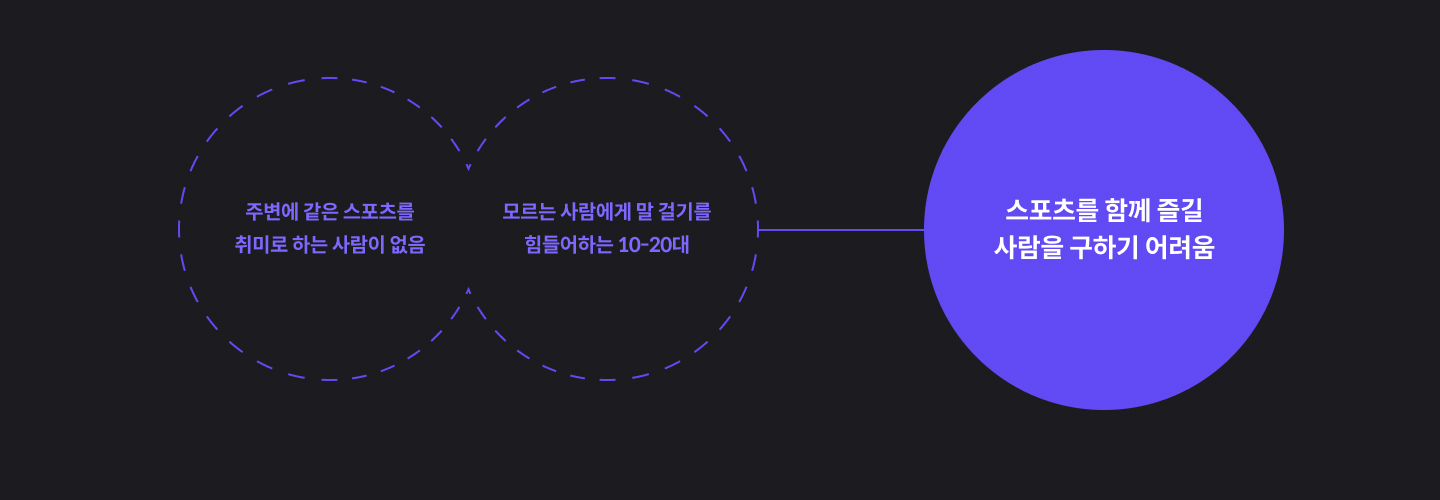 주변에 같은 스포츠를
취미로 하는 사람이 없음
모르는 사람에게 말 걸기를
힘들어하는 10-20대
스포츠를 함께 즐길
사람을 구하기 어려움